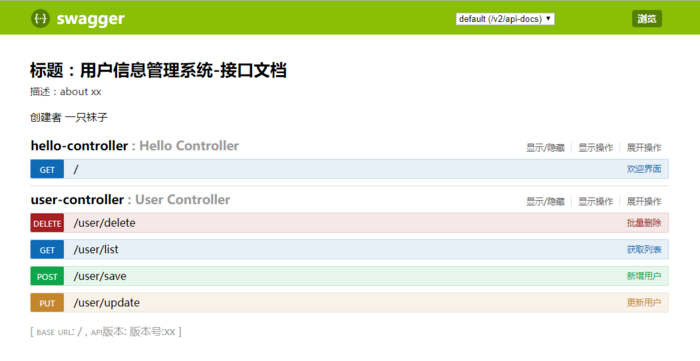 {··} swagger default (/v2/api-docs) 浏览
标题：用户信息管理系统-接口文档
描述：about xx
创建者 一只袜子
hello-controller : Hello Controller 显示/隐藏 显示操作 展开操作
GET / 欢迎界面
user-controller : User Controller 显示/隐藏 显示操作 展开操作
DELETE /user/delete 批量删除
GET /user/list 获取列表
POST /user/save 新增用户
PUT /user/update 更新用户
[ BASE URL: / , API版本: 版本号:xx ]